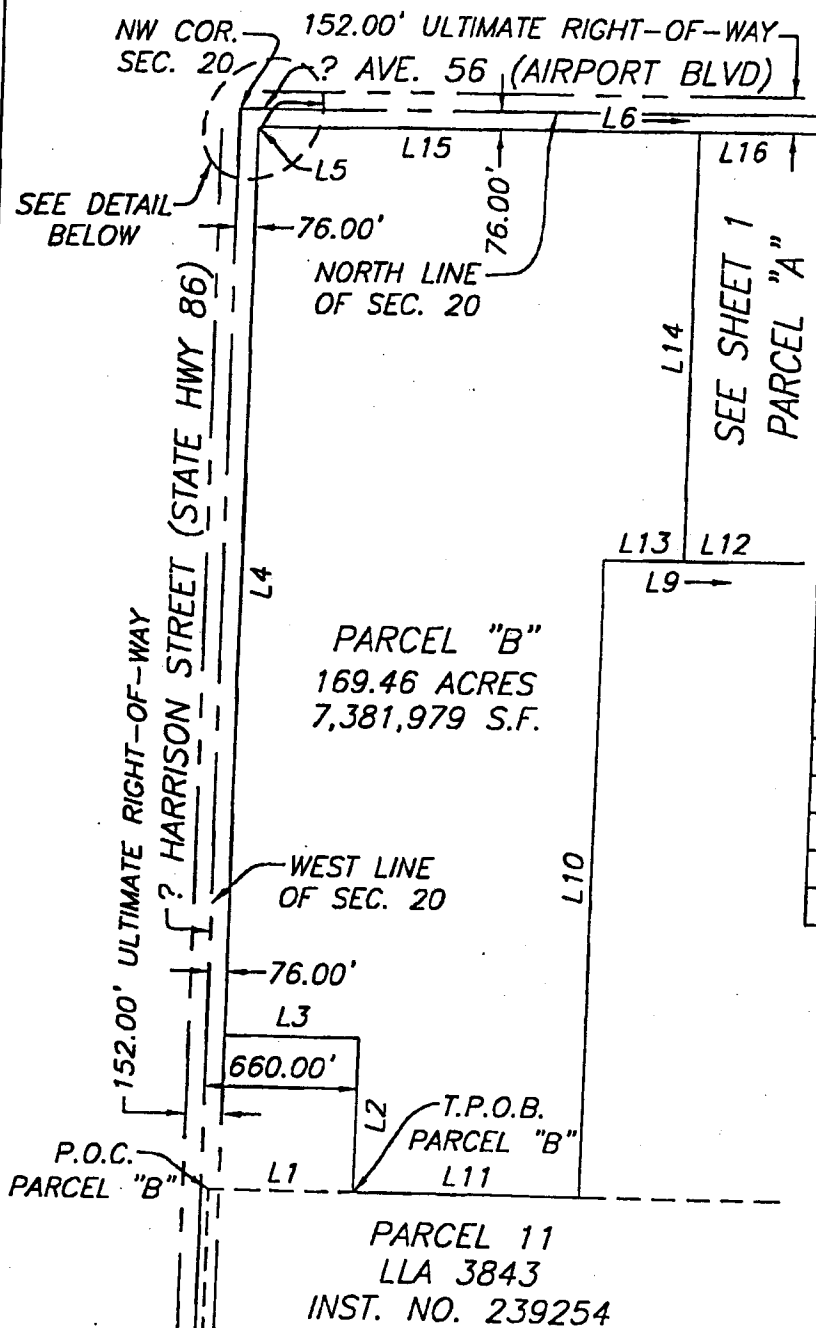 152.00' ULTIMATE RIGHT-OF-WAY
NW COR.
SEC. 20
? AVE. 56 (AIRPORT BLVD)
L6
L15
L16
L5
SEE DETAIL
BELOW
76.00'
76.00'
NORTH LINE
OF SEC. 20
SEE SHEET 1
PARCEL "A"
L14
? HARRISON STREET (STATE HWY 86)
152.00' ULTIMATE RIGHT-OF-WAY
L4
L13
L12
L9
PARCEL "B"
169.46 ACRES
7,381,979 S.F.
L10
WEST LINE
OF SEC. 20
76.00'
L3
660.00'
L2
T.P.O.B.
PARCEL "B"
P.O.C.
PARCEL "B"
L1
L11
PARCEL 11
LLA 3843
INST. NO. 239254